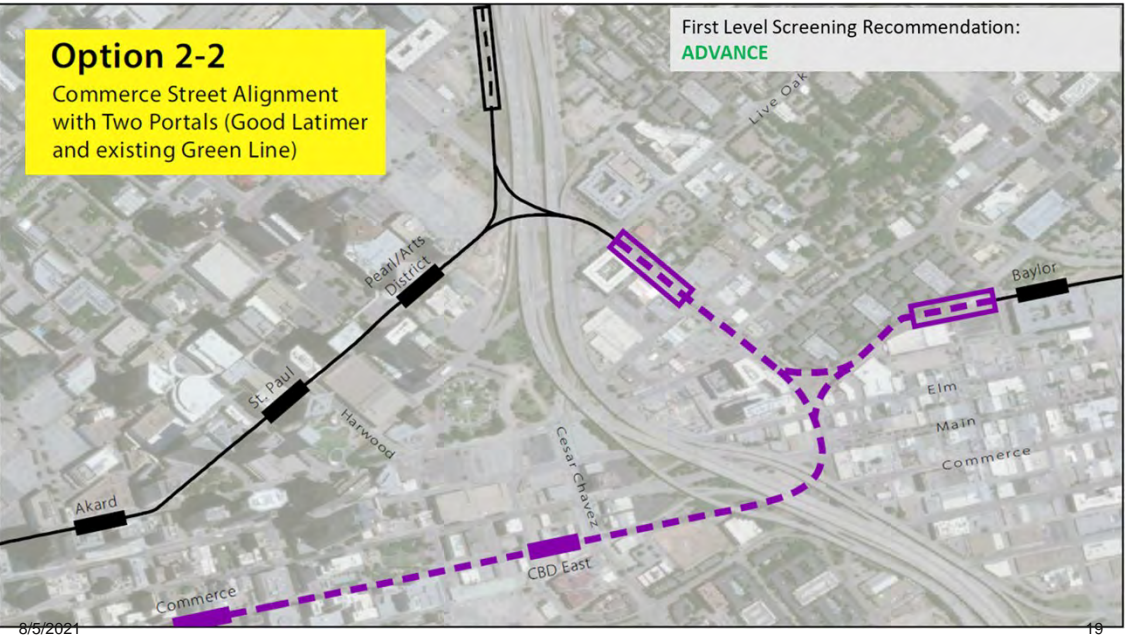 Option 2-2
Commerce Street Alignment
with Two Portals (Good Latimer
and existing Green Line)
First Level Screening Recommendation:
ADVANCE
Live Oak
Pearl/Arts
District
Baylor
St. Paul
Harwood
Elm
Main
Commerce
Cesar Chavez
Akard
CBD East
Commerce
8/5/2021
19